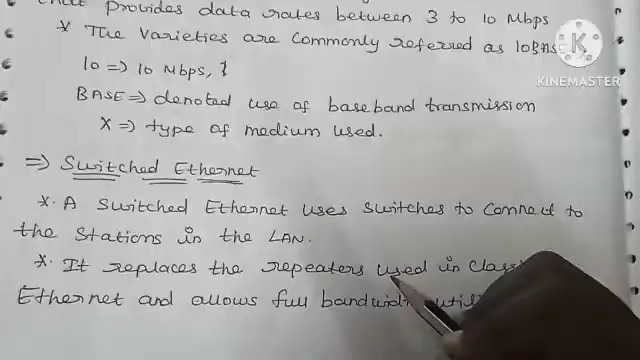 provides data rates between 3 to 10 Mbps
* The varieties are commonly referred as 10BASE
10 => 10 Mbps, }
BASE => denoted use of baseband transmission
X => type of medium used.
=> Switched Ethernet
*. A switched Ethernet uses switches to connect to
the stations in the LAN.
*. It replaces the repeaters used in
Ethernet and allows full
K
KINEMASTER